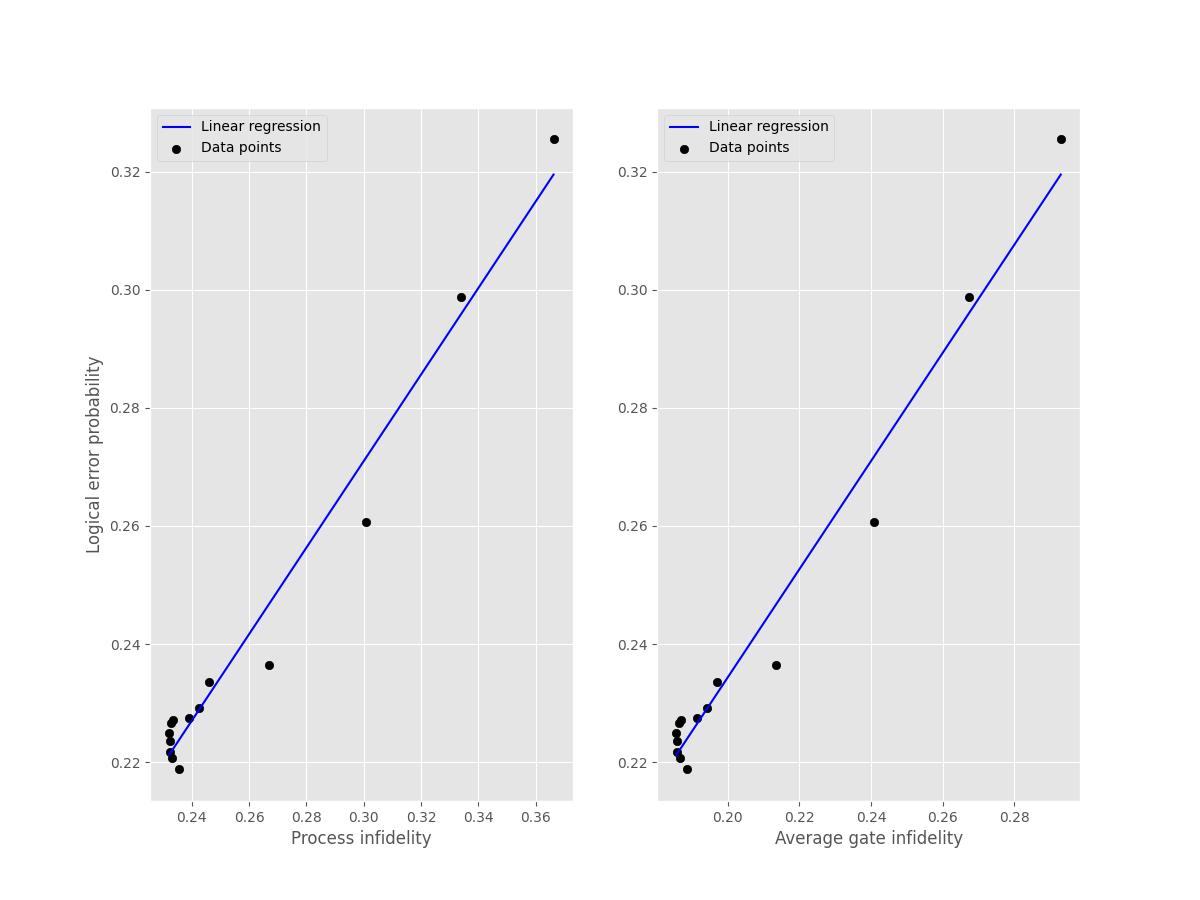 Linear regression
Data points
0.32
0.30
0.28
0.26
0.24
0.22
Logical error probability
0.24 0.26 0.28 0.30 0.32 0.34 0.36
Process infidelity
Linear regression
Data points
0.32
0.30
0.28
0.26
0.24
0.22
0.20 0.22 0.24 0.26 0.28
Average gate infidelity